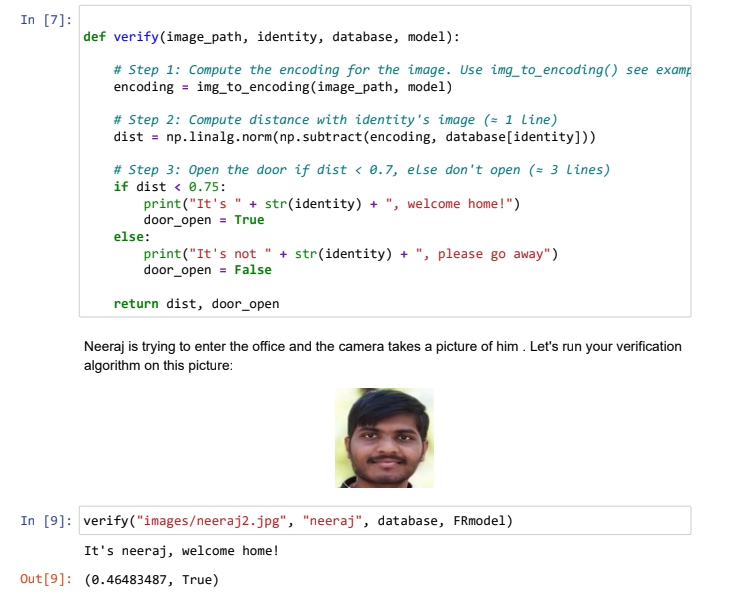 In [7]:
def verify(image_path, identity, database, model):
# Step 1: Compute the encoding for the image. Use img_to_encoding() see examp
encoding = img_to_encoding(image_path, model)
# Step 2: Compute distance with identity's image (≈ 1 line)
dist = np.linalg.norm(np.subtract(encoding, database[identity]))
# Step 3: Open the door if dist < 0.7, else don't open (≈ 3 lines)
if dist < 0.75:
print("It's " + str(identity) + ", welcome home!")
door_open = True
else:
print("It's not " + str(identity) + ", please go away")
door_open = False
return dist, door_open
Neeraj is trying to enter the office and the camera takes a picture of him . Let's run your verification
algorithm on this picture:
In [9]: verify("images/neeraj2.jpg", "neeraj", database, FRmodel)
It's neeraj, welcome home!
Out[9]: (0.46483487, True)